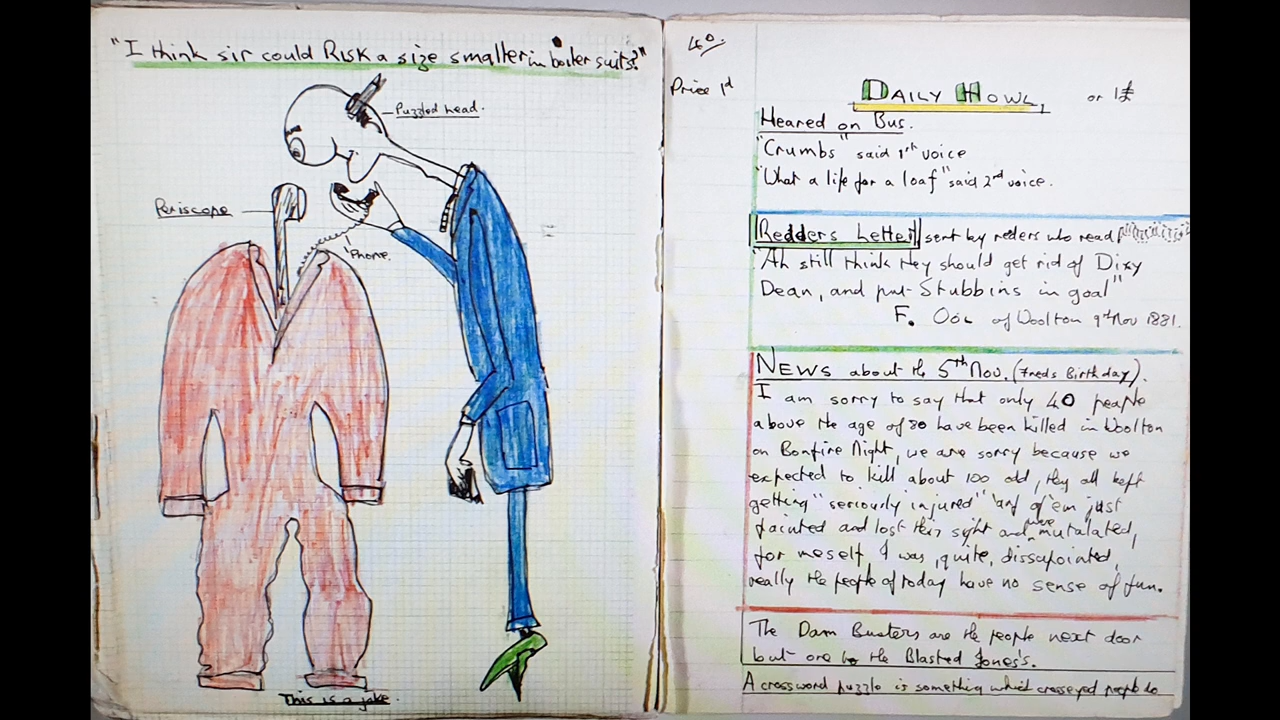 "I think sir could Risk a size smaller in boiler suits?"
Puzzled head.
Periscope
'Phone.
This is a joke.
40.
Price 1d
DAILY HOWL,
or 1£
Heared on Bus.
"Crumbs" said 1st voice
"What a life for a loaf" said 2nd voice.
Redders Letter sent by reders who read
"Ah still think they should get rid of Dixy
Dean, and put Stubbins in goal"
F. of Woolton 9th Nov 1881.
NEWS about the 5th Nov. (Freds Birthday).
I am sorry to say that only 40 people
above the age of 80 have been killed in Woolton
on Bonfire Night, we are sorry because we
expected to kill about 100 odd, they all kept
getting "seriously injured" 'arf of 'em just
fainted and lost their sight and were mutalated,
for meself I was, quite, dissapoiated,
really the people of today have no sense of fun.
The Dam Busters are the people next door
but one to the Blasted Jones's.
A crossword puzzle is something which crosseyed people do